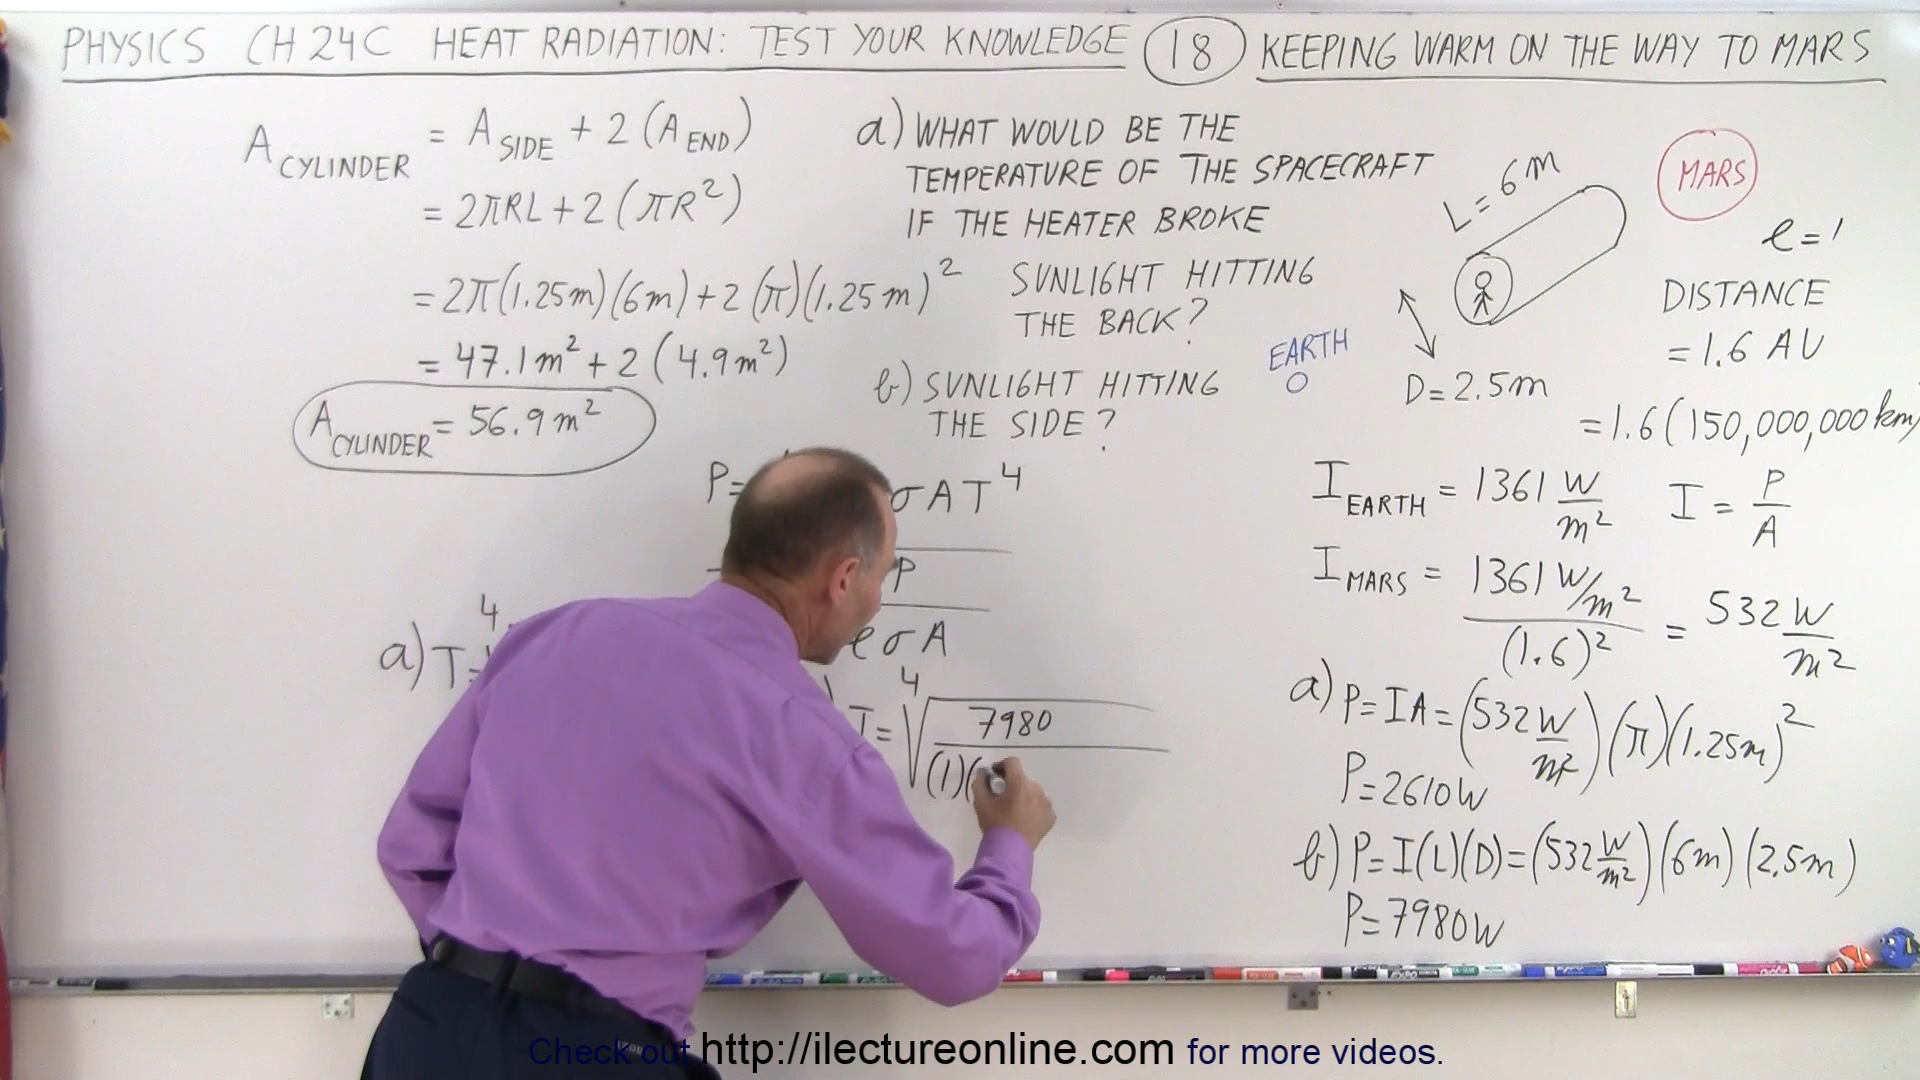 PHYSICS CH 24C HEAT RADIATION: TEST YOUR KNOWLEDGE 18 KEEPING WARM ON THE WAY TO MARS
A CYLINDER = A SIDE + 2 (A END)
= 2πRL + 2 (πR²)
= 2π(1.25m)(6m) + 2 (π)(1.25m)²
= 47.1m² + 2 (4.9m²)
A CYLINDER = 56.9m²
a) WHAT WOULD BE THE
TEMPERATURE OF THE SPACECRAFT
IF THE HEATER BROKE
SUNLIGHT HITTING
THE BACK?
b) SUNLIGHT HITTING
THE SIDE?
L = 6m
MARS
EARTH
D = 2.5m
e = 1
DISTANCE
= 1.6 AU
= 1.6 (150,000,000 km)
P= σAT⁴
P
eσA
a) T= 4
T = ⁴√ 7980
(1)(
I EARTH = 1361 W/m² I = P/A
I MARS = 1361 W/m² / (1.6)² = 532 W/m²
a) P = IA = (532 W/m²)(π)(1.25m)²
P = 2610W
b) P = I(L)(D) = (532 W/m²)(6m)(2.5m)
P = 7980W
Check out http://ilectureonline.com for more videos.